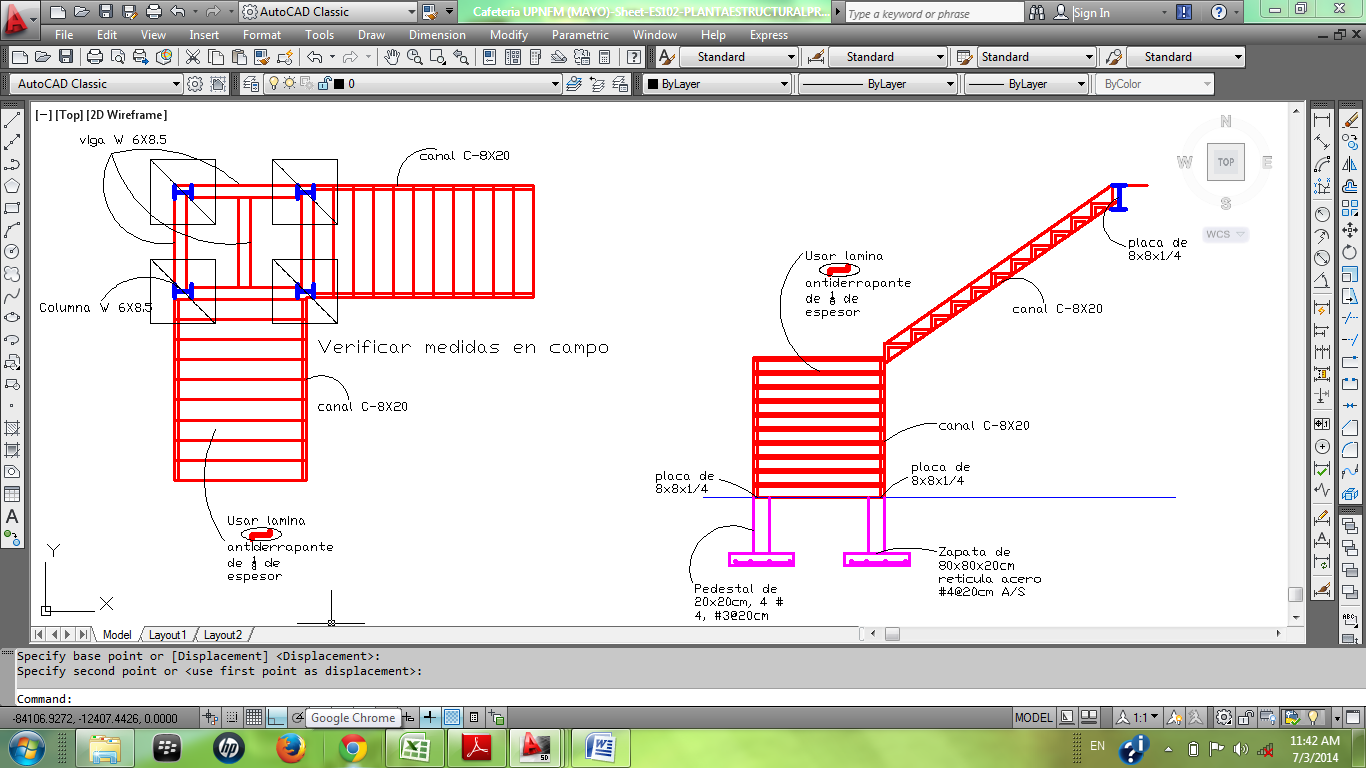 AutoCAD Classic
Cafeteria UPNFM (MAYO)-Sheet-ES102-PLANTAESTRUCTURALPR...
Type a keyword or phrase
Sign In
File Edit View Insert Format Tools Draw Dimension Modify Parametric Window Help Express
Standard Standard Standard Standard
AutoCAD Classic
0
ByLayer ByLayer ByLayer ByColor
[−] [Top] [2D Wireframe]
viga W 6X8.5
canal C-8X20
Columna W 6X8.5
Verificar medidas en campo
canal C-8X20
Usar lamina
antiderrapante
de 1/8 de
espesor
Usar lamina
antiderrapante
de 1/8 de
espesor
placa de
8x8x1/4
canal C-8X20
canal C-8X20
placa de
8x8x1/4
placa de
8x8x1/4
Pedestal de
20x20cm, 4 #
4, #3@20cm
Zapata de
80x80x20cm
reticula acero
#4@20cm A/S
N
W TOP E
S
WCS
Y
X
Model Layout1 Layout2
Specify base point or [Displacement] <Displacement>:
Specify second point or <use first point as displacement>:
Command:
-84106.9272, -12407.4426, 0.0000
Google Chrome
MODEL
1:1
EN
11:42 AM
7/3/2014